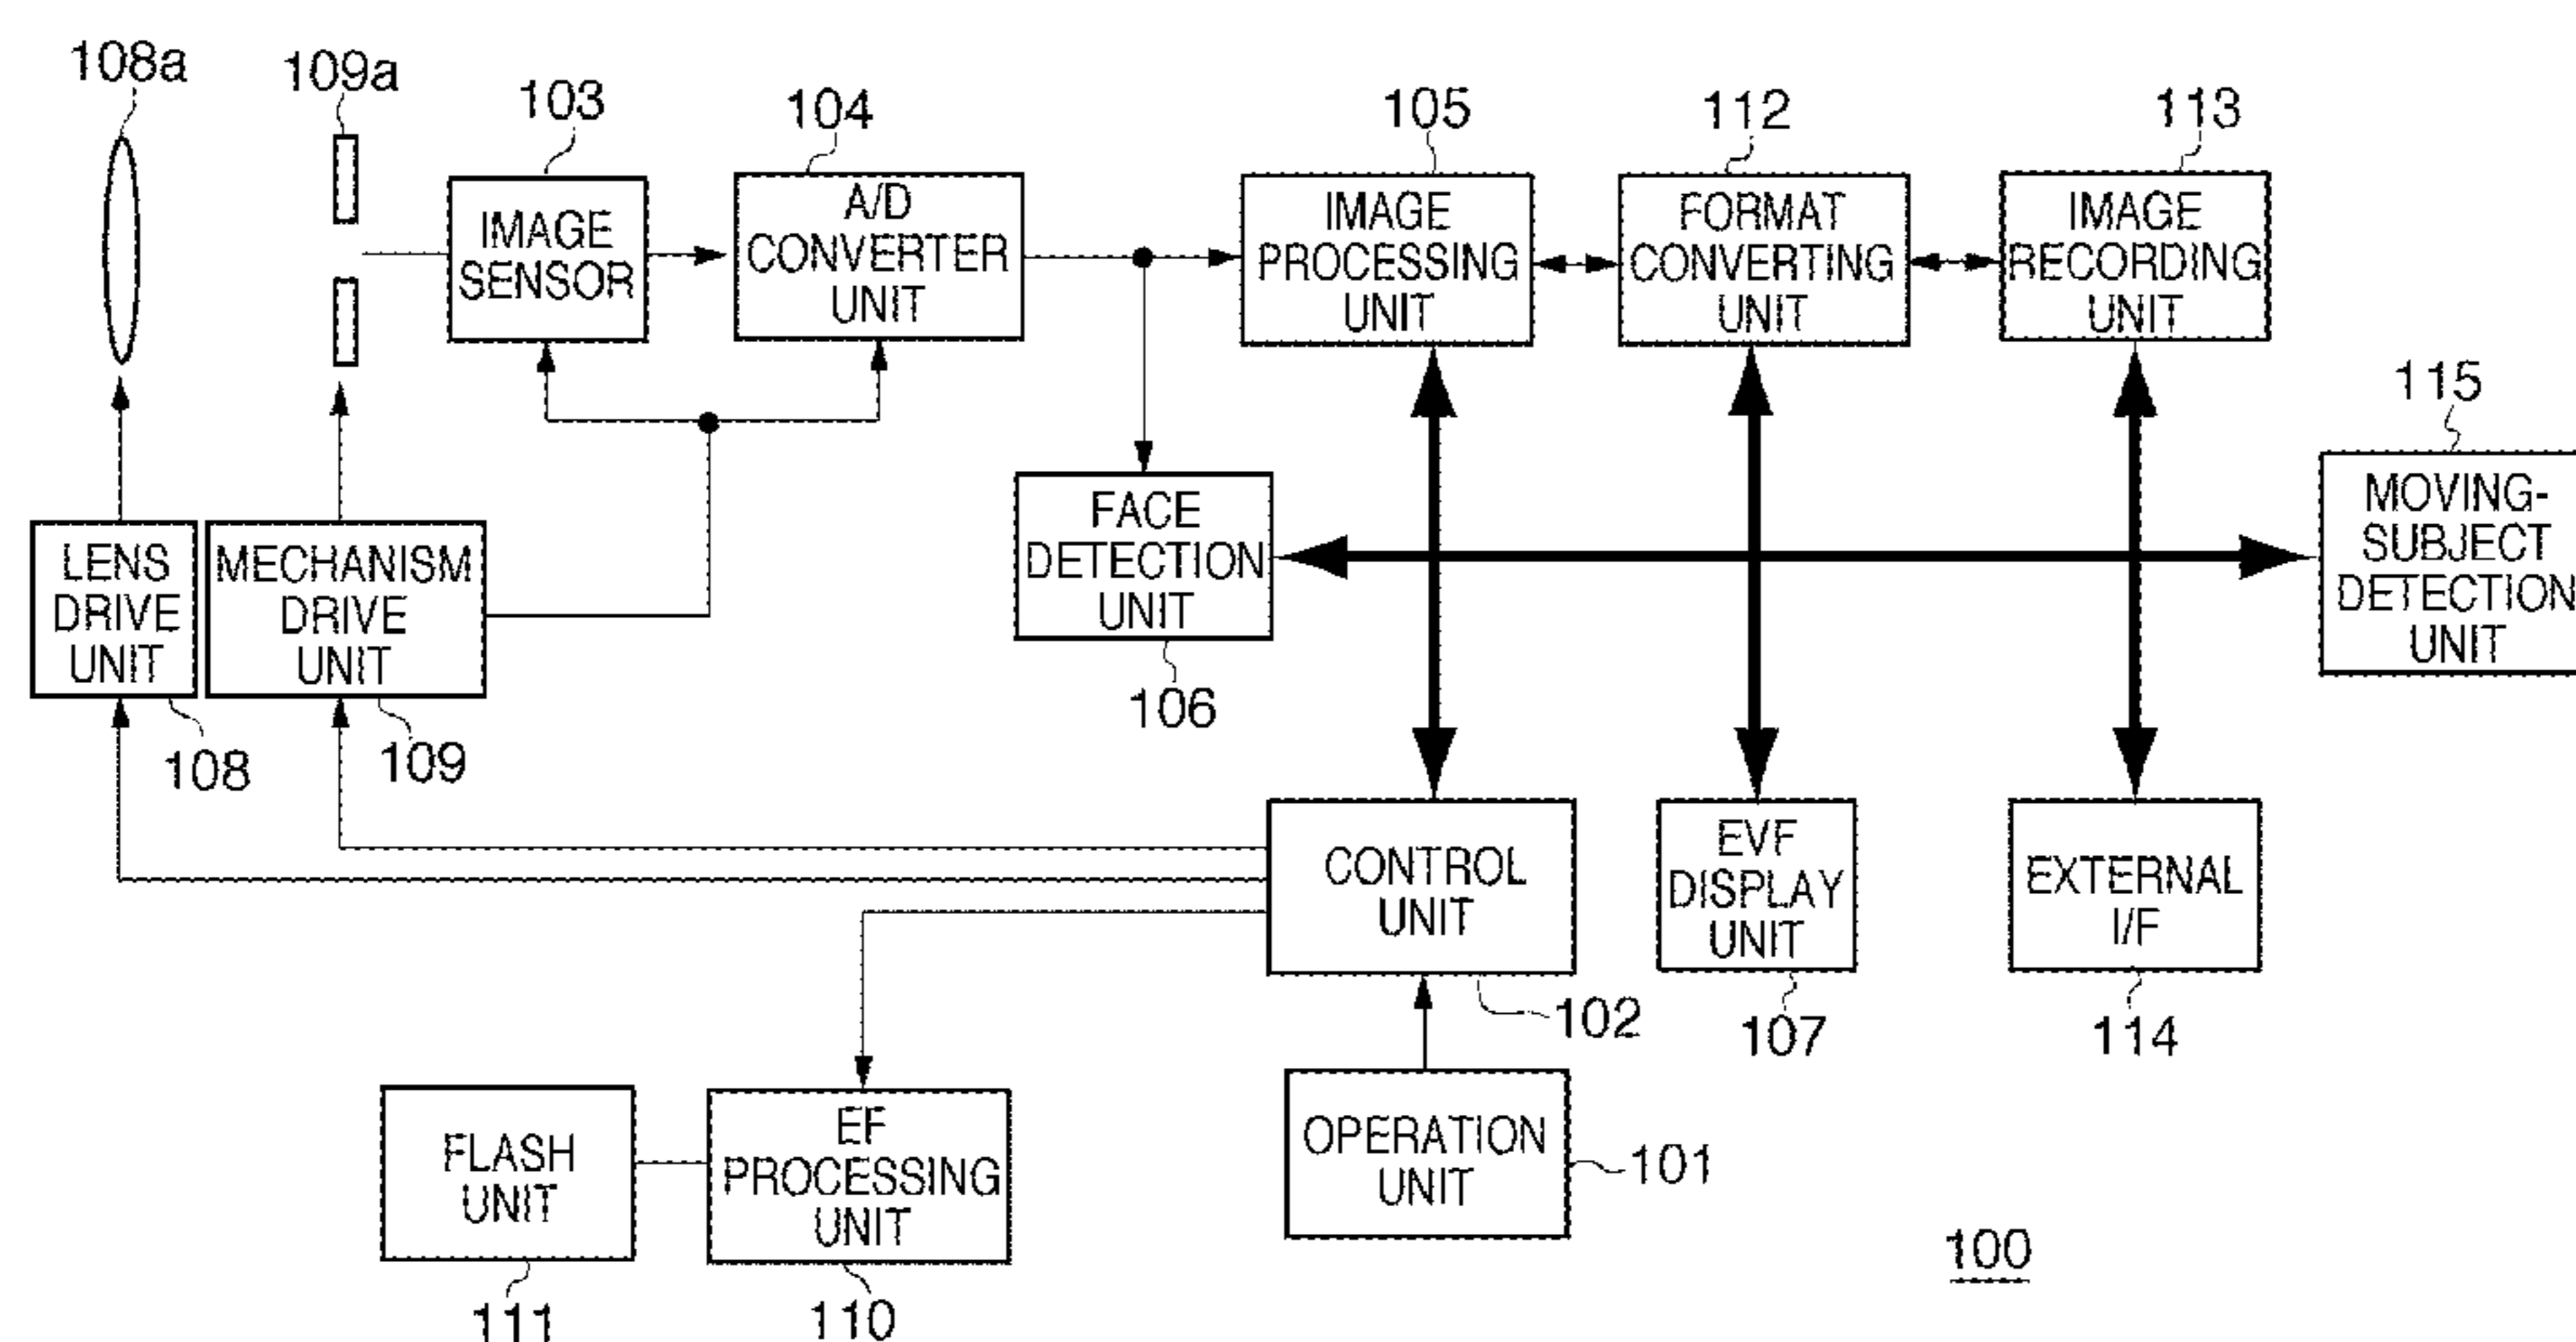 108a
109a
103
104
105
112
113
IMAGE
SENSOR
A/D
CONVERTER
UNIT
IMAGE
PROCESSING
UNIT
FORMAT
CONVERTING
UNIT
IMAGE
RECORDING
UNIT
115
MOVING-
SUBJECT
DETECTION
UNIT
LENS
DRIVE
UNIT
MECHANISM
DRIVE
UNIT
FACE
DETECTION
UNIT
106
108
109
CONTROL
UNIT
EVF
DISPLAY
UNIT
EXTERNAL
I/F
102
107
114
FLASH
UNIT
EF
PROCESSING
UNIT
OPERATION
UNIT
101
111
110
100